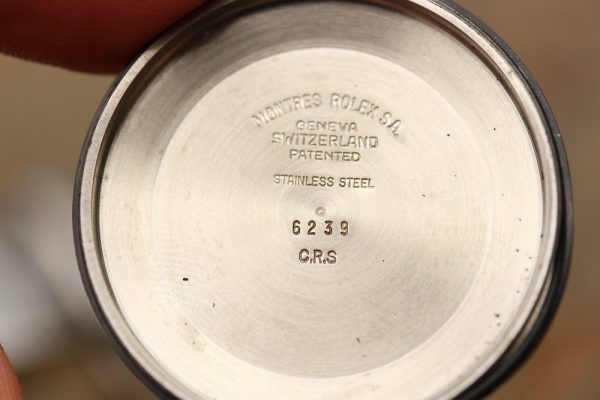 MONTRES ROLEX S.A.
GENEVA
SWITZERLAND
PATENTED
STAINLESS STEEL
6239
C.R.S